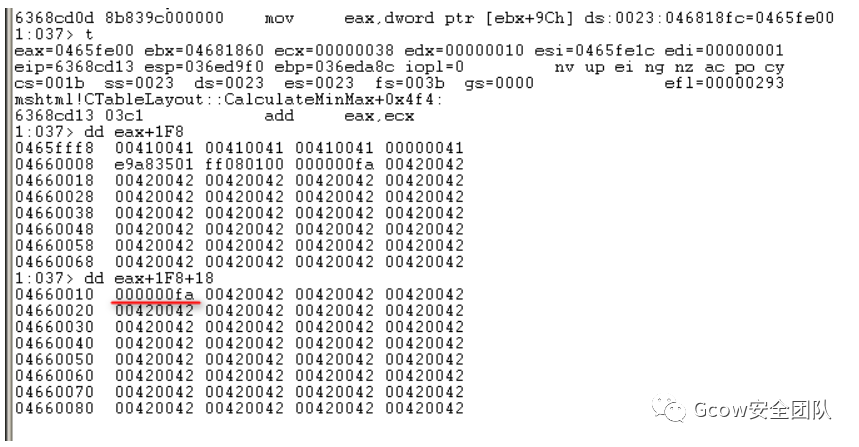 6368cd0d 8b839c000000    mov     eax,dword ptr [ebx+9Ch] ds:0023:046818fc=0465fe00
1:037> t
eax=0465fe00 ebx=04681860 ecx=00000038 edx=00000010 esi=0465fe1c edi=00000001
eip=6368cd13 esp=036ed9f0 ebp=036eda8c iopl=0         nv up ei ng nz ac po cy
cs=001b  ss=0023  ds=0023  es=0023  fs=003b  gs=0000             efl=00000293
mshtml!CTableLayout::CalculateMinMax+0x4f4:
6368cd13 03c1            add     eax,ecx
1:037> dd eax+1F8
0465fff8  00410041 00410041 00410041 00000041
04660008  e9a83501 ff080100 000000fa 00420042
04660018  00420042 00420042 00420042 00420042
04660028  00420042 00420042 00420042 00420042
04660038  00420042 00420042 00420042 00420042
04660048  00420042 00420042 00420042 00420042
04660058  00420042 00420042 00420042 00420042
04660068  00420042 00420042 00420042 00420042
1:037> dd eax+1F8+18
04660010  000000fa 00420042 00420042 00420042
04660020  00420042 00420042 00420042 00420042
04660030  00420042 00420042 00420042 00420042
04660040  00420042 00420042 00420042 00420042
04660050  00420042 00420042 00420042 00420042
04660060  00420042 00420042 00420042 00420042
04660070  00420042 00420042 00420042 00420042
04660080  00420042 00420042 00420042 00420042
Gcow安全团队